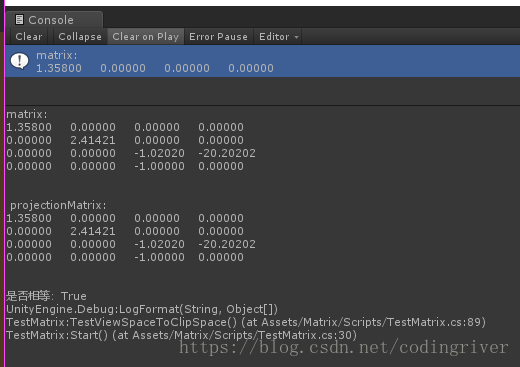 Console
Clear Collapse Clear on Play Error Pause Editor
matrix:
1.35800 0.00000 0.00000 0.00000
matrix:
1.35800 0.00000 0.00000 0.00000
0.00000 2.41421 0.00000 0.00000
0.00000 0.00000 -1.02020 -20.20202
0.00000 0.00000 -1.00000 0.00000
projectionMatrix:
1.35800 0.00000 0.00000 0.00000
0.00000 2.41421 0.00000 0.00000
0.00000 0.00000 -1.02020 -20.20202
0.00000 0.00000 -1.00000 0.00000
是否相等: True
UnityEngine.Debug:LogFormat(String, Object[])
TestMatrix:TestViewSpaceToClipSpace() (at Assets/Matrix/Scripts/TestMatrix.cs:89)
TestMatrix:Start() (at Assets/Matrix/Scripts/TestMatrix.cs:30)
https://blog.csdn.net/codingriver